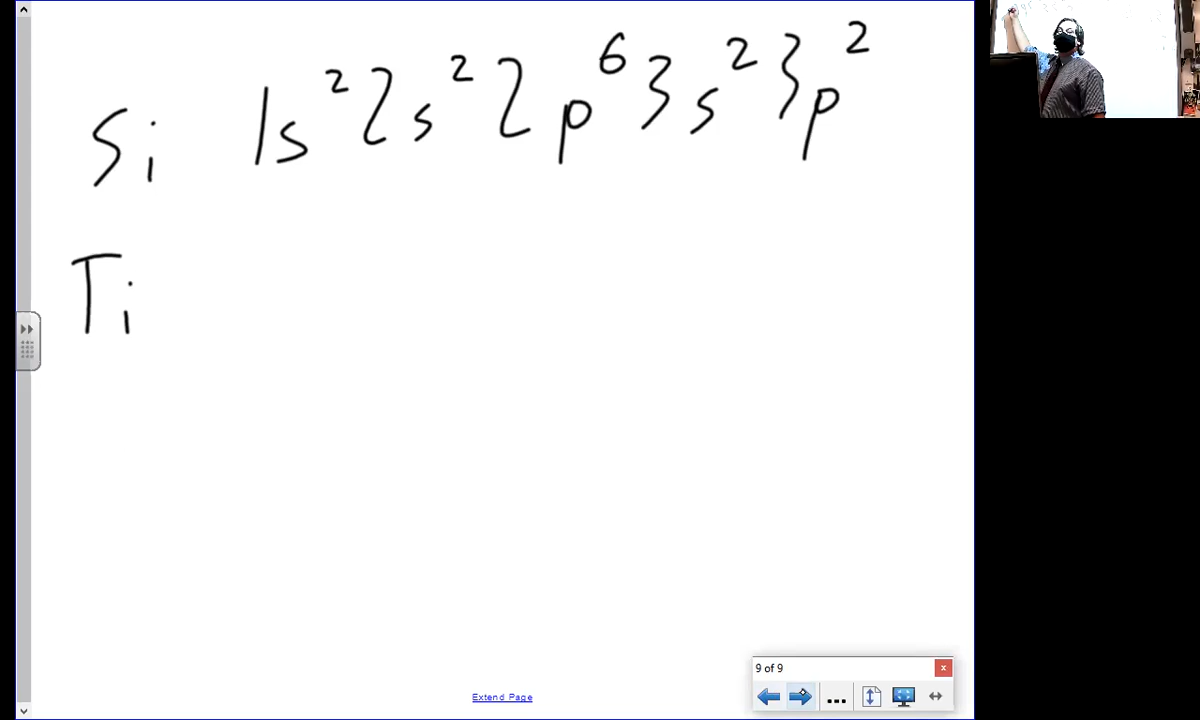 Si 1s²2s²2p⁶3s²3p²
Ti
9 of 9
Extend Page